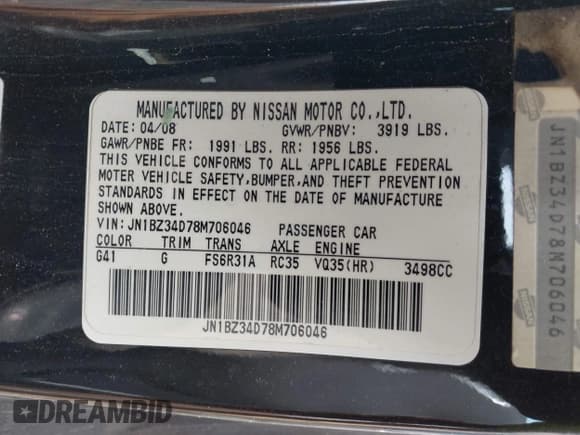 MANUFACTURED BY NISSAN MOTOR CO.,LTD.
DATE: 04/08 GVWR/PNBV: 3919 LBS.
GAWR/PNBE FR: 1991 LBS. RR: 1956 LBS.
THIS VEHICLE CONFORMS TO ALL APPLICABLE FEDERAL
MOTER VEHICLE SAFETY,BUMPER,AND THEFT PREVENTION
STANDARDS IN EFFECT ON THE DATE OF MANUFACTURE
SHOWN ABOVE.
VIN: JN1BZ34D78M706046 PASSENGER CAR
COLOR TRIM TRANS AXLE ENGINE
G41 G FS6R31A RC35 VQ35(HR) 3498CC
JN1BZ34D78M706046
JN1BZ34D78M706046
DREAMBID